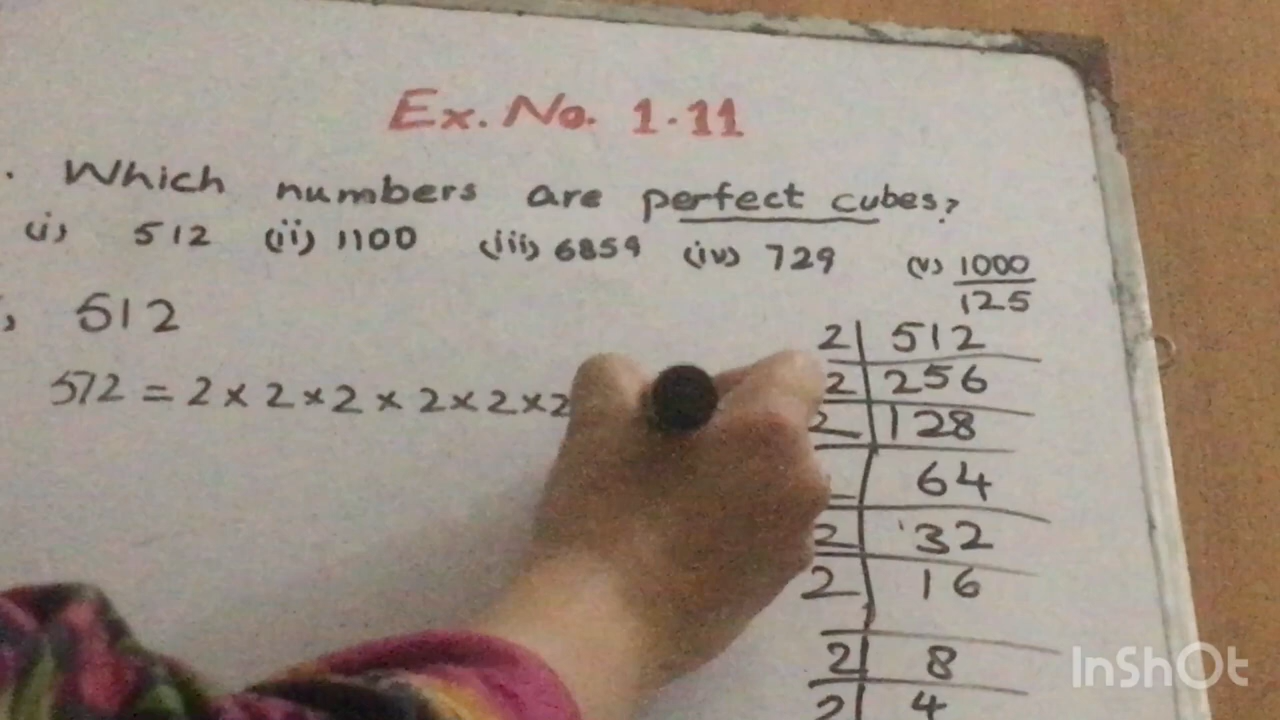 Ex. No. 1.11
. Which numbers are perfect cubes?
(i) 512 (ii) 1100 (iii) 6859 (iv) 729 (v) 1000/125
, 512
512 = 2 × 2 × 2 × 2 × 2 × 2
2 | 512
2 | 256
2 | 128
64
2 | 32
2 | 16
2 | 8
2 | 4
InShOt